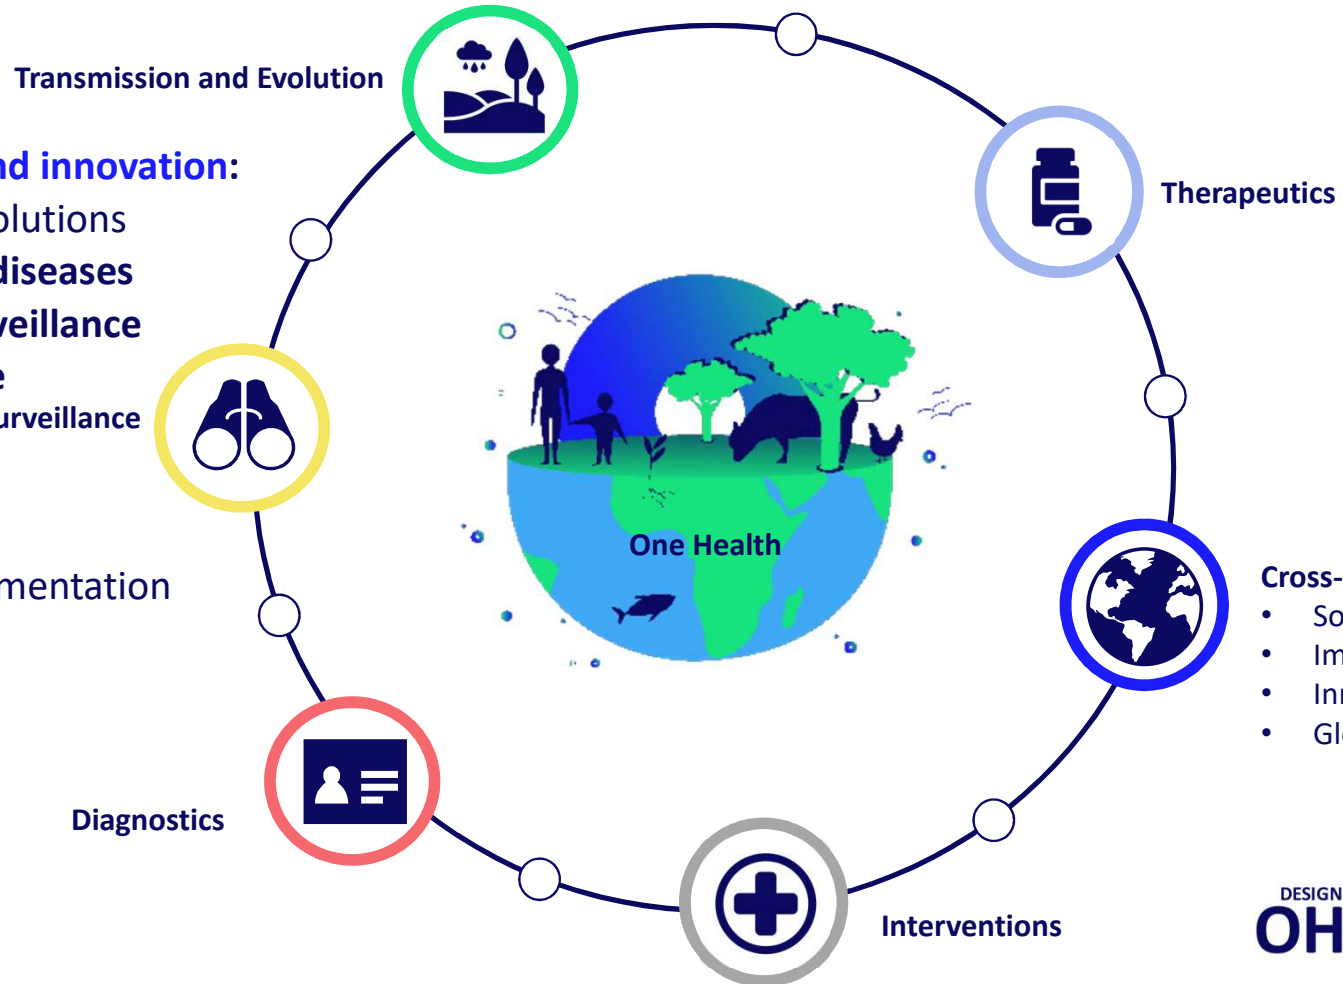 Transmission and Evolution
nd innovation:
olutions
diseases
veillance
e
urveillance
mentation
Diagnostics
One Health
Therapeutics
Cross-
• So
• Im
• Inn
• Glo
Interventions
DESIGN
OH